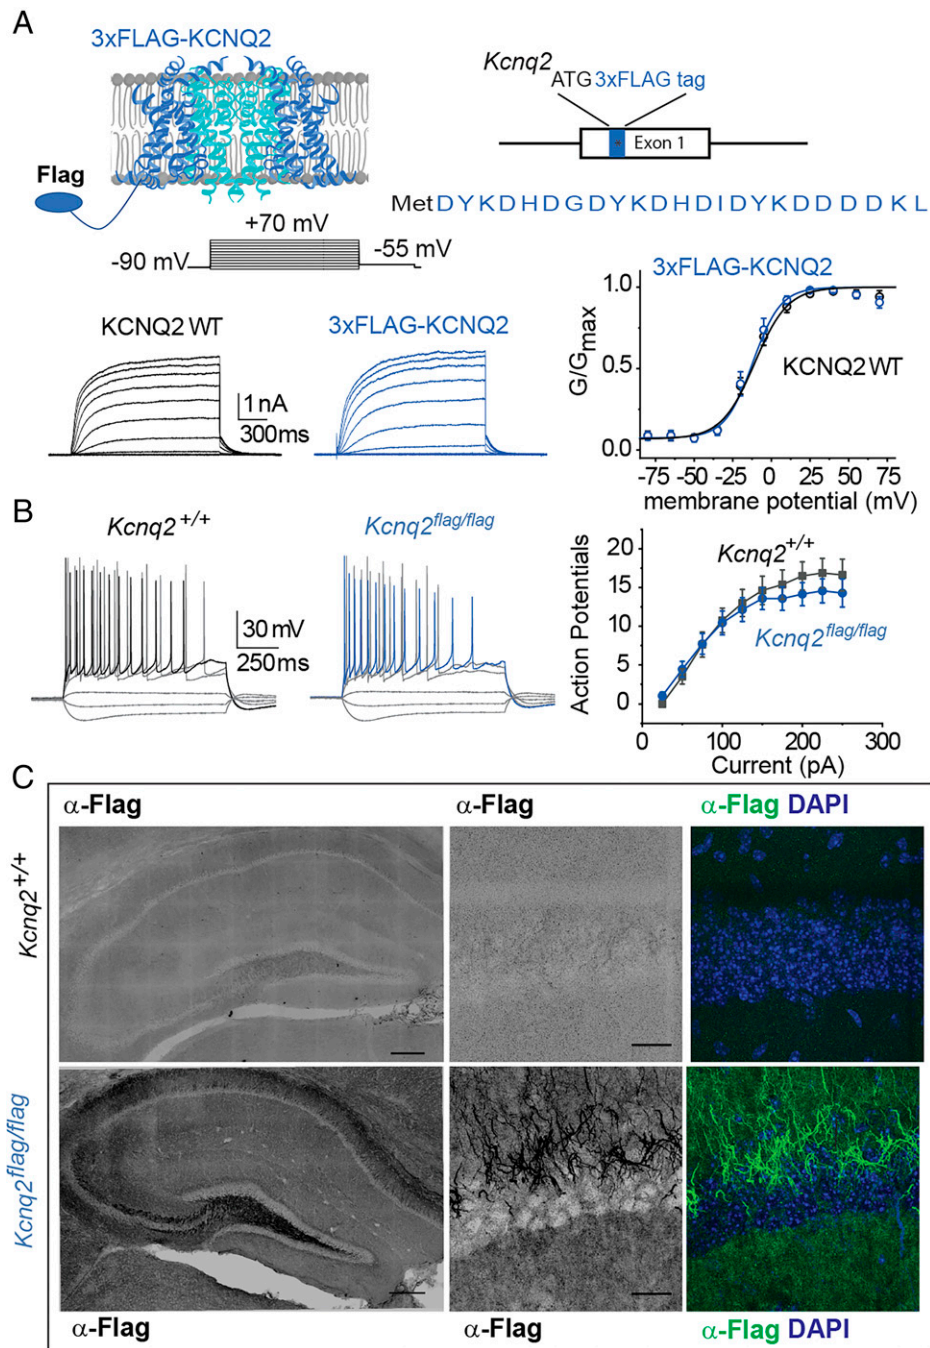 A
3xFLAG-KCNQ2
Flag
Kcnq2
ATG 3xFLAG tag
Exon 1
Met D Y K D H D G D Y K D H D I D Y K D D D D K L
+70 mV
-90 mV
-55 mV
KCNQ2 WT
3xFLAG-KCNQ2
1 nA
300ms
3xFLAG-KCNQ2
KCNQ2 WT
G/Gmax
1.0
0.5
0.0
-75 -50 -25 0 25 50 75
membrane potential (mV)
B
Kcnq2+/+
Kcnq2flag/flag
30 mV
250ms
Kcnq2+/+
Kcnq2flag/flag
Action Potentials
20
15
10
5
0
0 100 200 300
Current (pA)
C
α-Flag
α-Flag
α-Flag DAPI
Kcnq2+/+
Kcnq2flag/flag
α-Flag
α-Flag
α-Flag DAPI